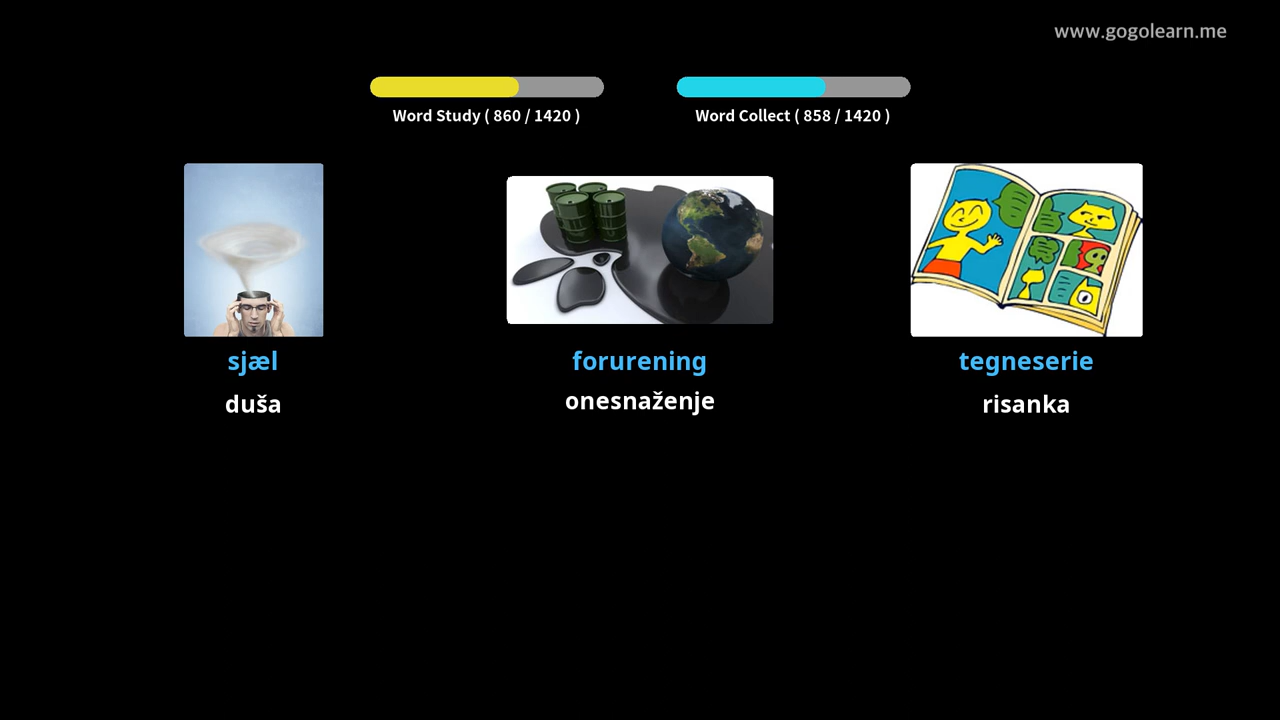 www.gogolearn.me
Word Study ( 860 / 1420 )
Word Collect ( 858 / 1420 )
sjæl
duša
forurening
onesnaženje
tegneserie
risanka